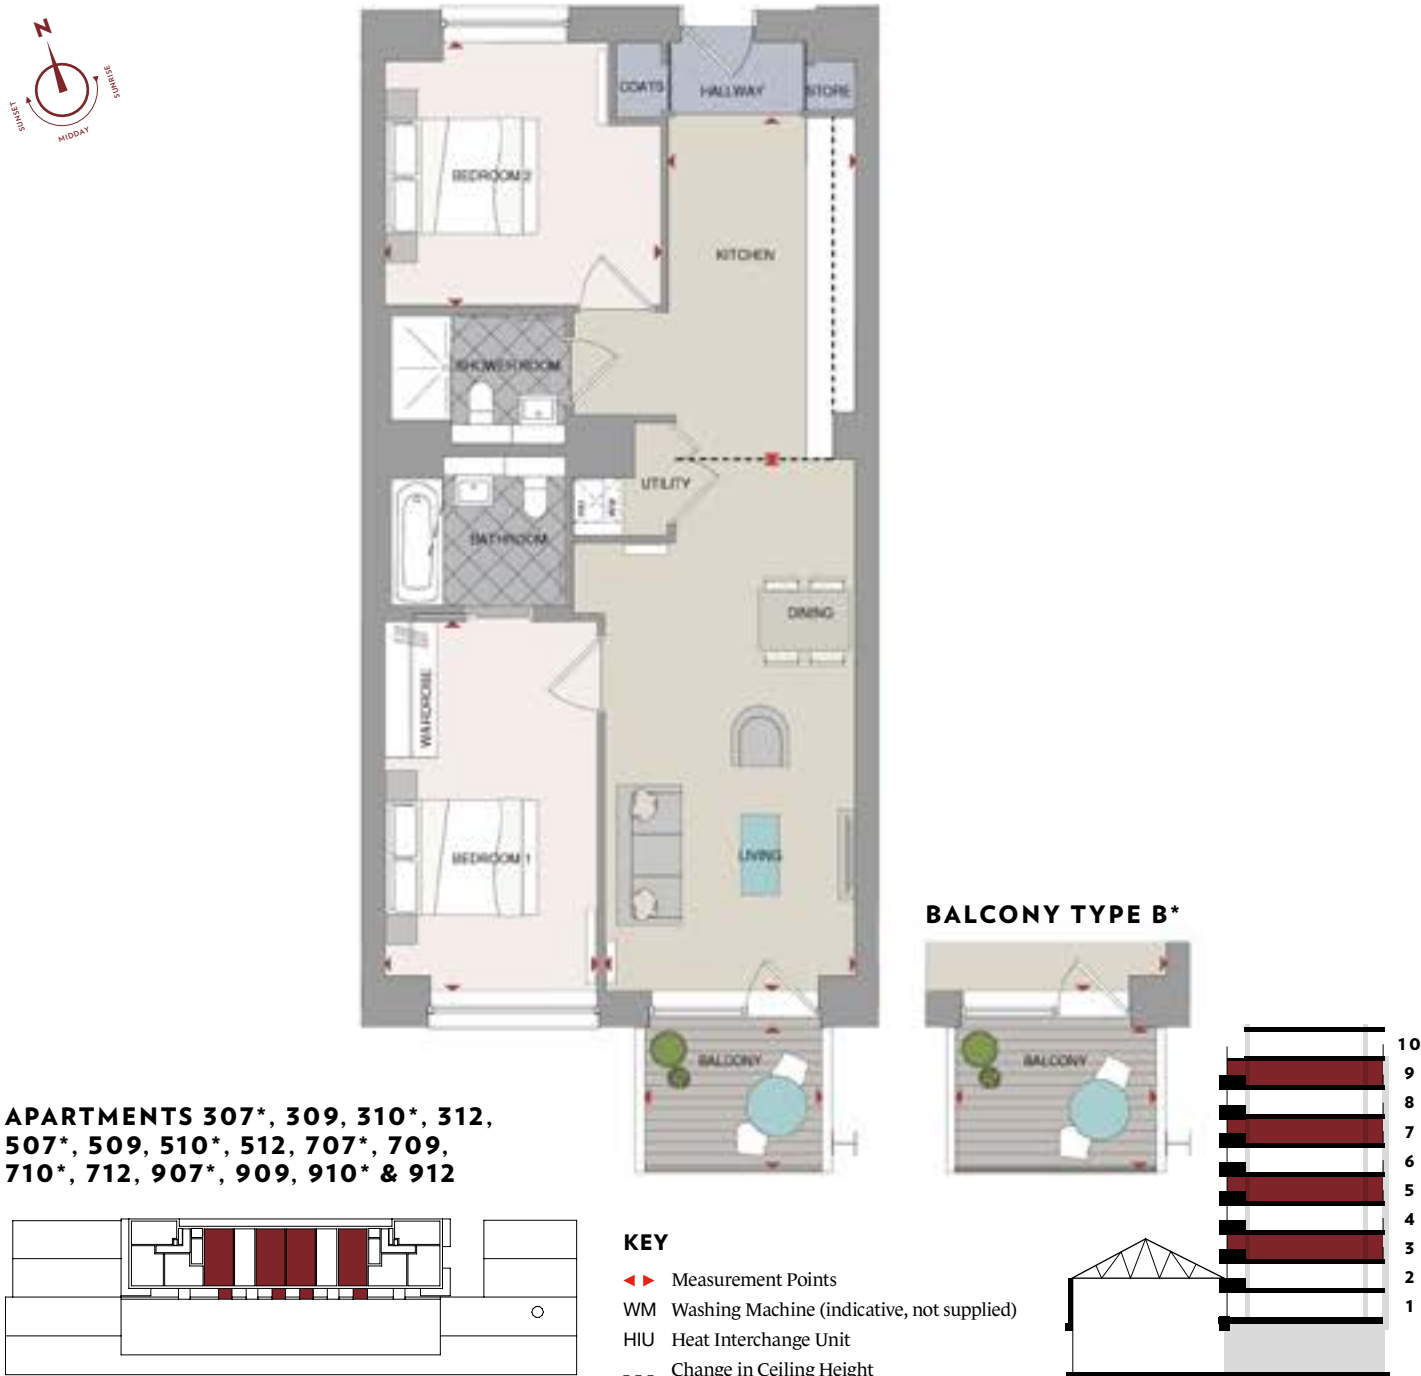 N
SUNRISE
SUNSET
MIDDAY
COATS
HALLWAY
STORE
BEDROOM 2
KITCHEN
SHOWER ROOM
UTILITY
HIU
WM
BATHROOM
DINING
WARDROBE
BEDROOM 1
LIVING
BALCONY TYPE B*
BALCONY
BALCONY
APARTMENTS 307*, 309, 310*, 312,
507*, 509, 510*, 512, 707*, 709,
710*, 712, 907*, 909, 910* & 912
KEY
Measurement Points
WM Washing Machine (indicative, not supplied)
HIU Heat Interchange Unit
--- Change in Ceiling Height
10
9
8
7
6
5
4
3
2
1